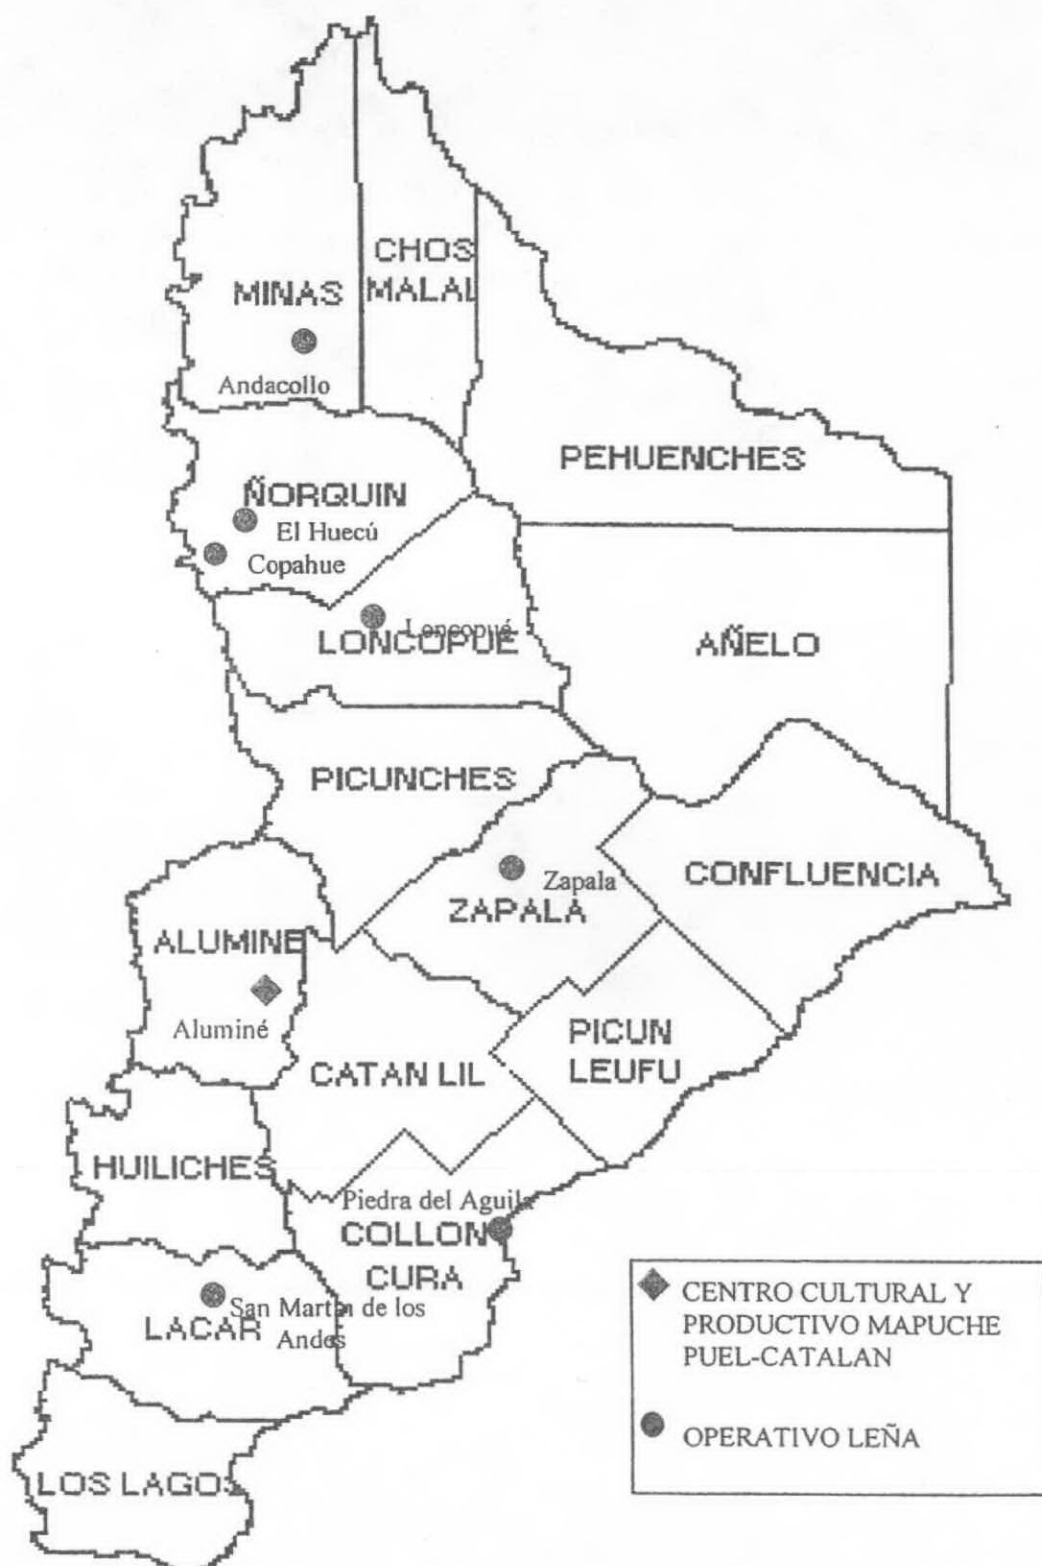 CHOS
MALAL
MINAS
Andacollo
PEHUENCHES
ÑORQUIN
El Huecú
Copahue
Loncopué
LONCOPUE
AÑELO
PICUNCHES
CONFLUENCIA
Zapala
ZAPALA
ALUMINE
Aluminé
PICUN
LEUFU
CATAN LIL
HUILICHES
Piedra del Aguila
COLLON
CURA
San Martín de los
Andes
LACAR
LOS LAGOS
CENTRO CULTURAL Y
PRODUCTIVO MAPUCHE
PUEL-CATALAN
OPERATIVO LEÑA